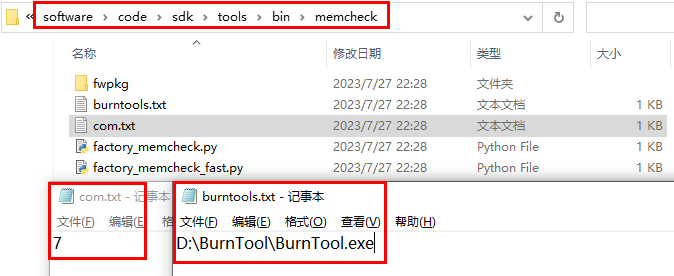 « software > code > sdk > tools > bin > memcheck
名称 修改日期 类型 大小
fwpkg 2023/7/27 22:28 文件夹
burntools.txt 2023/7/27 22:28 文本文档 1 KB
com.txt 2023/7/27 22:28 文本文档 1 KB
factory_memcheck.py 2023/7/27 22:28 Python File 1 KB
factory_memcheck_fast.py 2023/7/27 22:28 Python File 1 KB
com.txt - 记事本
文件(F) 编辑(E)
7
burntools.txt - 记事本
文件(F) 编辑(E) 格式(O) 查看(V) 帮助(H)
D:\BurnTool\BurnTool.exe